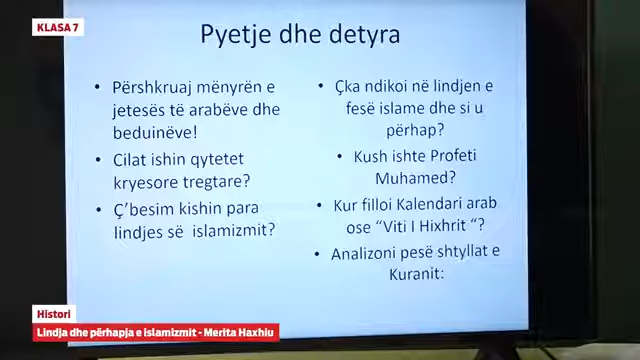 KLASA 7
Pyetje dhe detyra
• Përshkruaj mënyrën e
jetesës të arabëve dhe
beduinëve!
• Cilat ishin qytetet
kryesore tregtare?
• Ç'besim kishin para
lindjes së islamizmit?
• Çka ndikoi në lindjen e
fesë islame dhe si u
përhap?
• Kush ishte Profeti
Muhamed?
• Kur filloi Kalendari arab
ose “Viti I Hixhrit “?
• Analizoni pesë shtyllat e
Kuranit:
Histori
Lindja dhe përhapja e Islamizmit - Merita Haxhiu